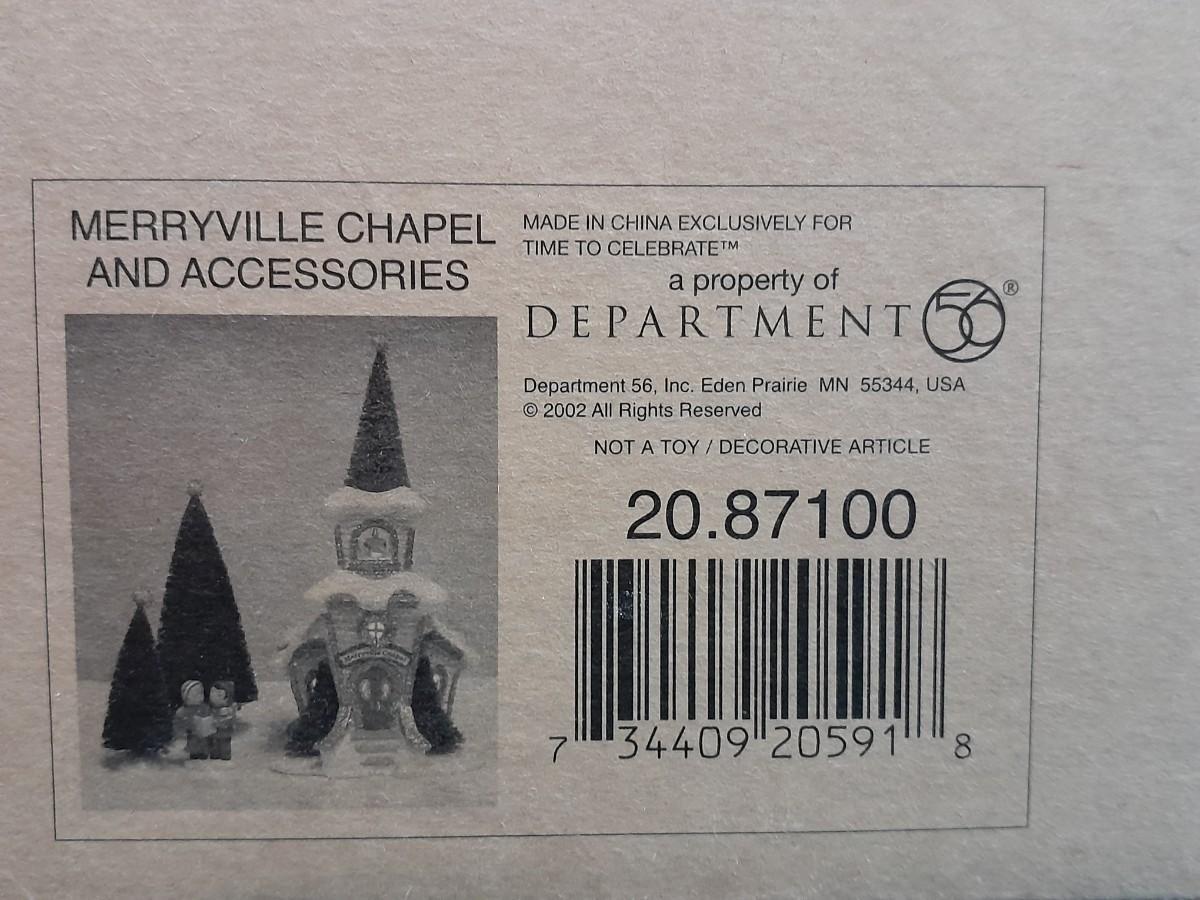 MERRYVILLE CHAPEL
AND ACCESSORIES
MADE IN CHINA EXCLUSIVELY FOR
TIME TO CELEBRATE™
a property of
DEPARTMENT 56®
Department 56, Inc. Eden Prairie MN 55344, USA
© 2002 All Rights Reserved
NOT A TOY / DECORATIVE ARTICLE
20.87100
7 34409 20591 8
Merryville Chapel